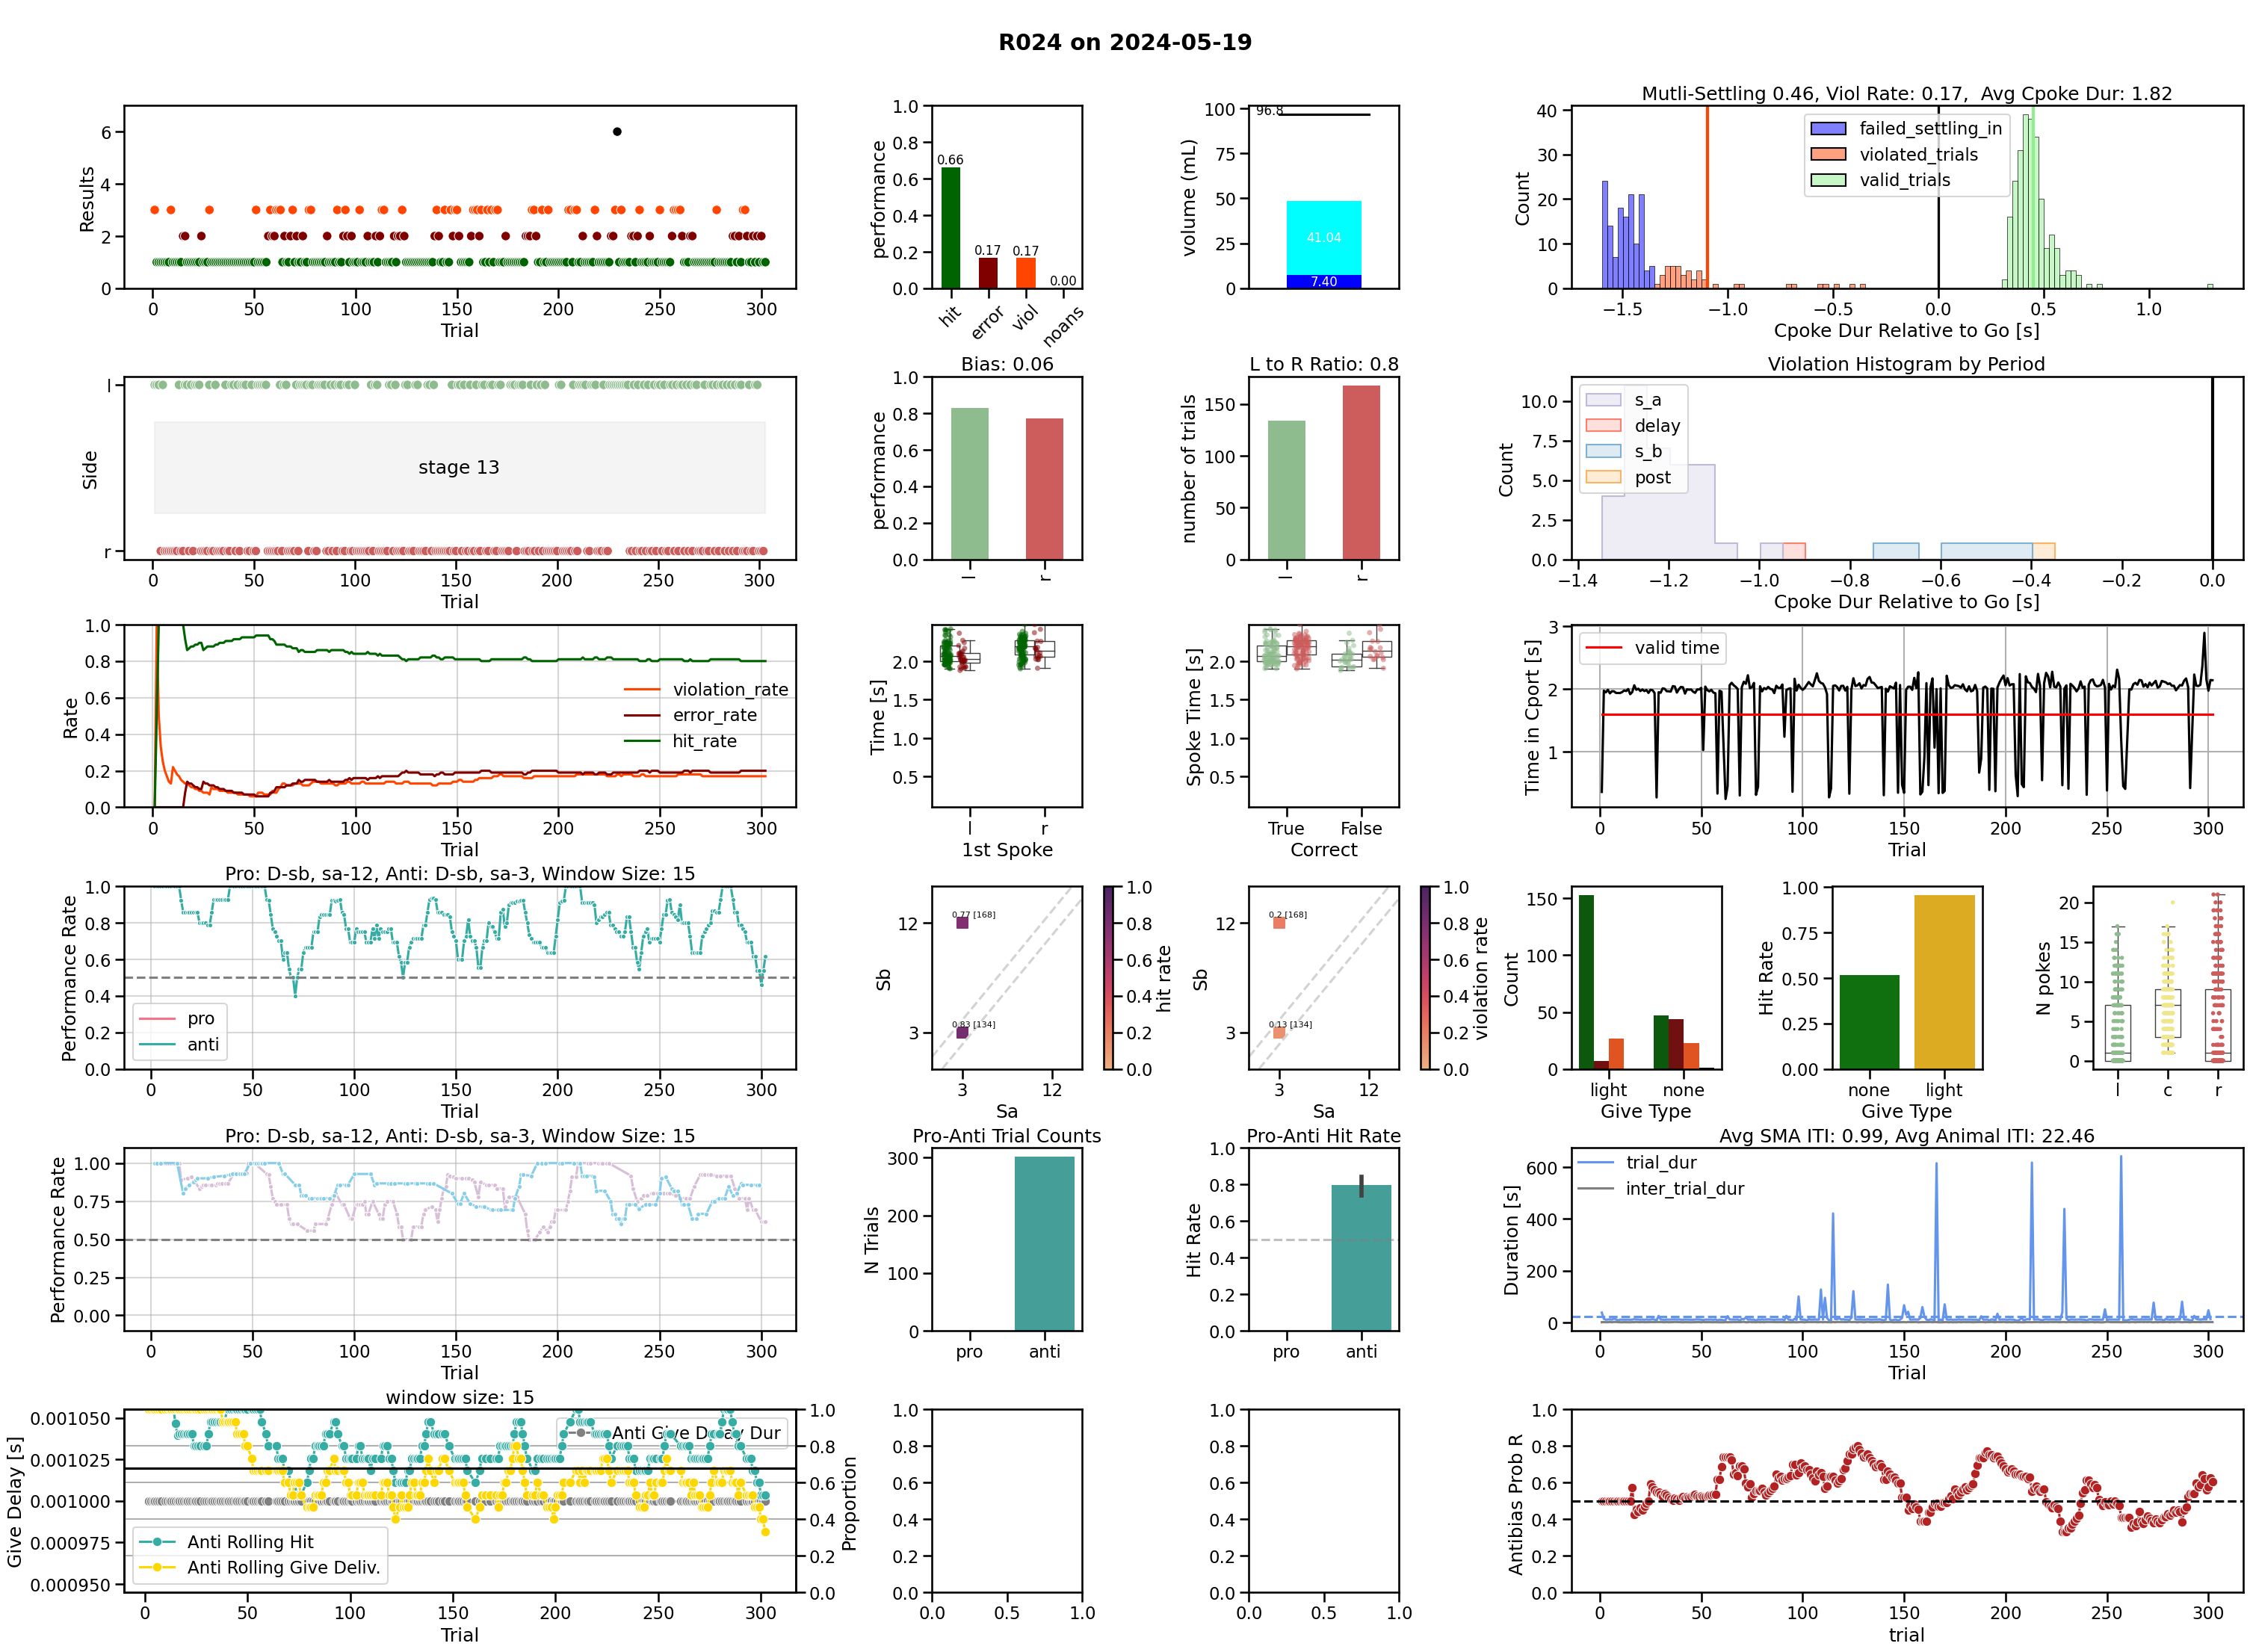 R024 on 2024-05-19
Results
6
4
2
0
0 50 100 150 200 250 300
Trial
performance
1.0
0.8
0.6
0.4
0.2
0.0
0.66
0.17
0.17
0.00
hit error viol noans
volume (mL)
100
75
50
25
0
96.8
41.04
7.40
Mutli-Settling 0.46, Viol Rate: 0.17,  Avg Cpoke Dur: 1.82
Count
40
30
20
10
0
failed_settling_in
violated_trials
valid_trials
−1.5 −1.0 −0.5 0.0 0.5 1.0
Cpoke Dur Relative to Go [s]
Side
l
r
stage 13
0 50 100 150 200 250 300
Trial
Bias: 0.06
performance
1.0
0.8
0.6
0.4
0.2
0.0
l r
L to R Ratio: 0.8
number of trials
150
100
50
0
l r
Violation Histogram by Period
Count
10.0
7.5
5.0
2.5
0.0
s_a
delay
s_b
post
−1.4 −1.2 −1.0 −0.8 −0.6 −0.4 −0.2 0.0
Cpoke Dur Relative to Go [s]
Rate
1.0
0.8
0.6
0.4
0.2
0.0
violation_rate
error_rate
hit_rate
0 50 100 150 200 250 300
Trial
Time [s]
2.0
1.5
1.0
0.5
l r
1st Spoke
Spoke Time [s]
2.0
1.5
1.0
0.5
True False
Correct
Time in Cport [s]
3
2
1
valid time
0 50 100 150 200 250 300
Trial
Pro: D-sb, sa-12, Anti: D-sb, sa-3, Window Size: 15
Performance Rate
1.0
0.8
0.6
0.4
0.2
0.0
pro
anti
0 50 100 150 200 250 300
Trial
Sb
12
3
0.77 [168]
0.83 [134]
3 12
Sa
1.0
0.8
0.6
0.4
0.2
0.0
hit rate
Sb
12
3
0.2 [168]
0.13 [134]
3 12
Sa
1.0
0.8
0.6
0.4
0.2
0.0
violation rate
Count
150
100
50
0
light none
Give Type
Hit Rate
1.00
0.75
0.50
0.25
0.00
none light
Give Type
N pokes
20
15
10
5
0
l c r
Pro: D-sb, sa-12, Anti: D-sb, sa-3, Window Size: 15
Performance Rate
1.00
0.75
0.50
0.25
0.00
0 50 100 150 200 250 300
Trial
Pro-Anti Trial Counts
N Trials
300
200
100
0
pro anti
Pro-Anti Hit Rate
Hit Rate
1.0
0.8
0.6
0.4
0.2
0.0
pro anti
Avg SMA ITI: 0.99, Avg Animal ITI: 22.46
Duration [s]
600
400
200
0
trial_dur
inter_trial_dur
0 50 100 150 200 250 300
Trial
window size: 15
Give Delay [s]
0.001050
0.001025
0.001000
0.000975
0.000950
Anti Give Delay Dur
Anti Rolling Hit
Anti Rolling Give Deliv.
1.0
0.8
0.6
0.4
0.2
0.0
Proportion
0 50 100 150 200 250 300
Trial
1.0
0.8
0.6
0.4
0.2
0.0
0.0 0.5 1.0
1.0
0.8
0.6
0.4
0.2
0.0
0.0 0.5 1.0
Antibias Prob R
1.0
0.8
0.6
0.4
0.2
0.0
0 50 100 150 200 250 300
trial